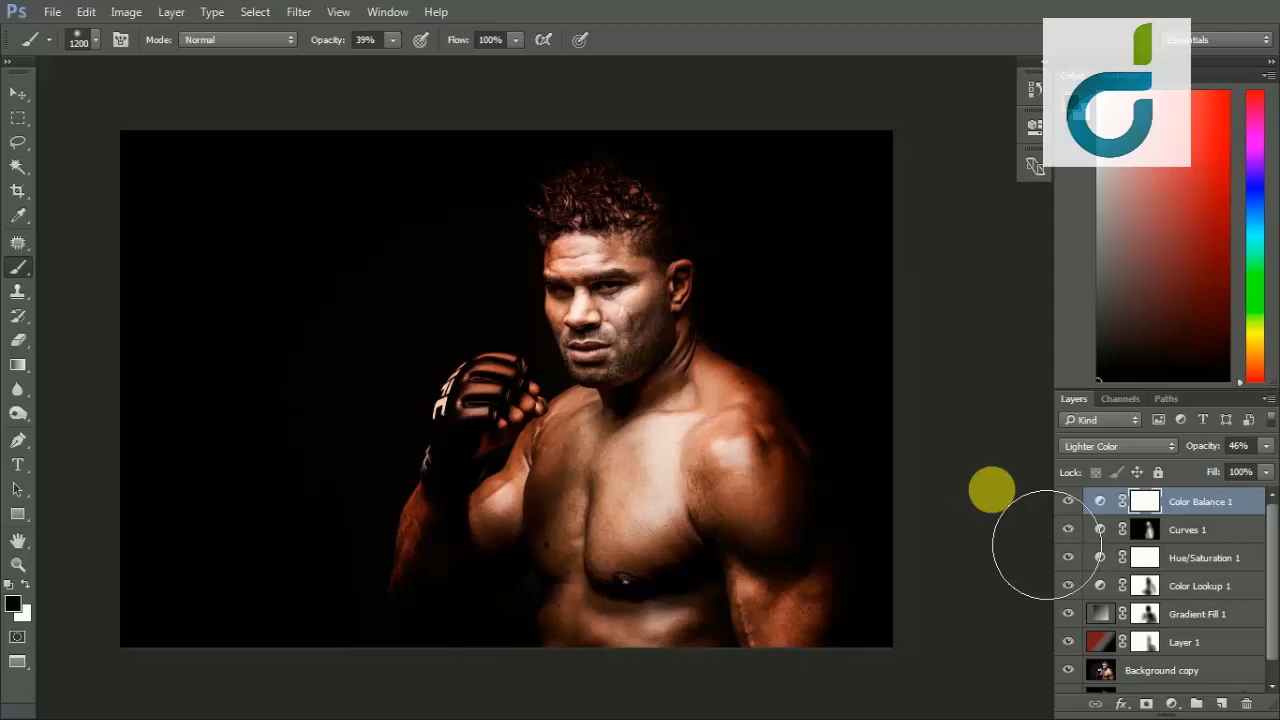 Ps File Edit Image Layer Type Select Filter View Window Help
1200 Mode: Normal Opacity: 39% Flow: 100% Essentials
Color
UFC
Layers Channels Paths
Kind
Lighter Color Opacity: 46%
Lock: Fill: 100%
Color Balance 1
Curves 1
Hue/Saturation 1
Color Lookup 1
Gradient Fill 1
Layer 1
Background copy
fx